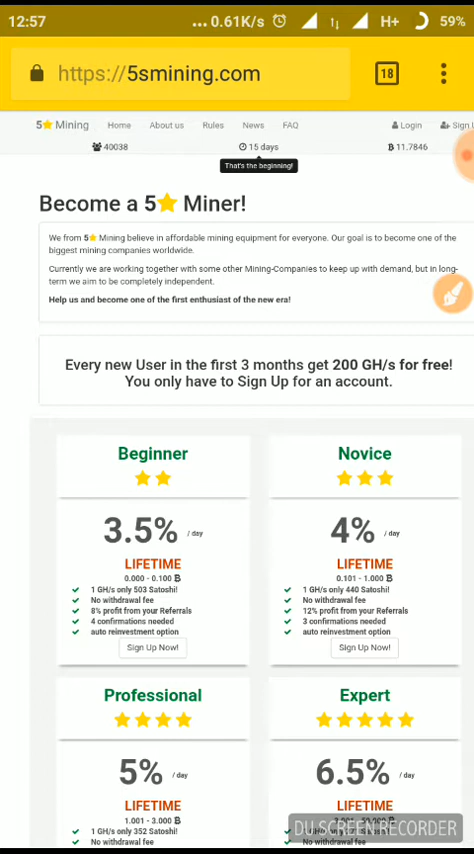 12:57 ... 0.61K/s H+ 59%
https://5smining.com 18
5 Mining Home About us Rules News FAQ Login Sign
40038 15 days 11.7846
That's the beginning!
Become a 5 Miner!
We from 5 Mining believe in affordable mining equipment for everyone. Our goal is to become one of the
biggest mining companies worldwide.
Currently we are working together with some other Mining-Companies to keep up with demand, but in long-
term we aim to be completely independent.
Help us and become one of the first enthusiast of the new era!
Every new User in the first 3 months get 200 GH/s for free!
You only have to Sign Up for an account.
Beginner
3.5% / day
LIFETIME
0.000 - 0.100 ₿
1 GH/s only 503 Satoshi!
No withdrawal fee
8% profit from your Referrals
4 confirmations needed
auto reinvestment option
Sign Up Now!
Novice
4% / day
LIFETIME
0.101 - 1.000 ₿
1 GH/s only 440 Satoshi!
No withdrawal fee
12% profit from your Referrals
3 confirmations needed
auto reinvestment option
Sign Up Now!
Professional
5% / day
LIFETIME
1.001 - 3.000 ₿
1 GH/s only 352 Satoshi!
No withdrawal fee
Expert
6.5% / day
LIFETIME
DU SCREEN RECORDER